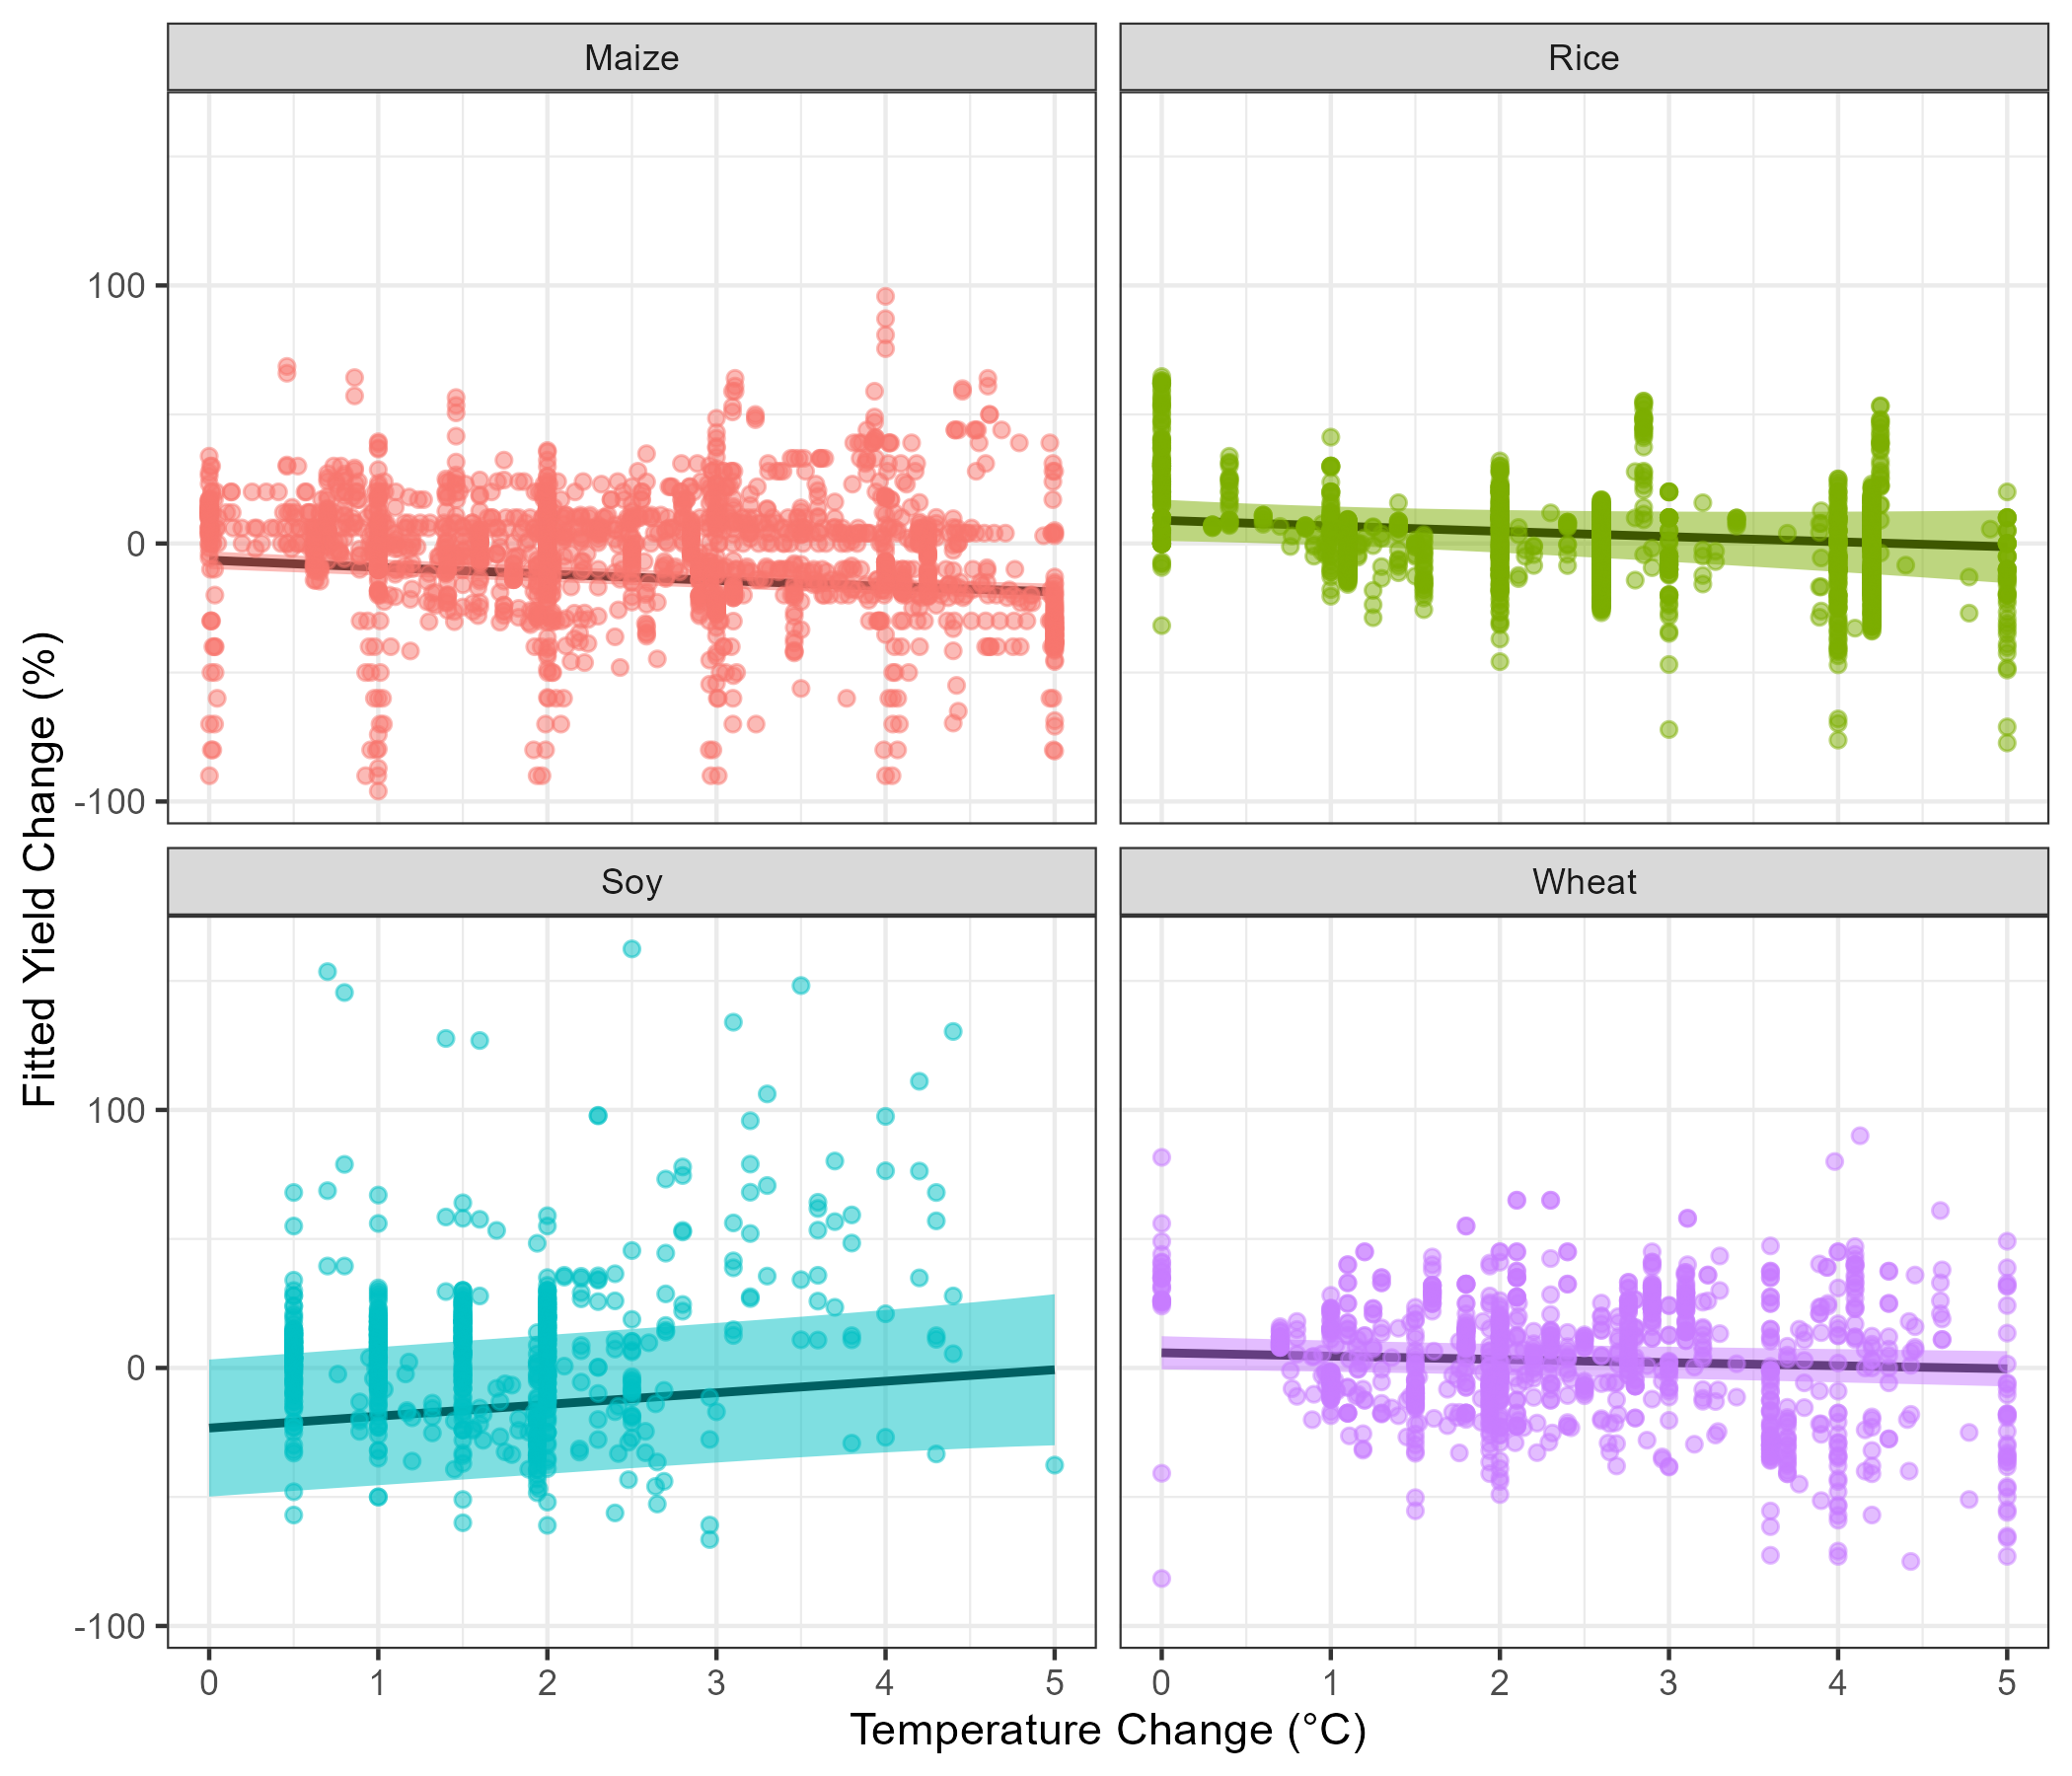 Maize
Rice
100
0
-100
Fitted Yield Change (%)
Soy
Wheat
100
0
-100
0 1 2 3 4 5 0 1 2 3 4 5
Temperature Change (°C)